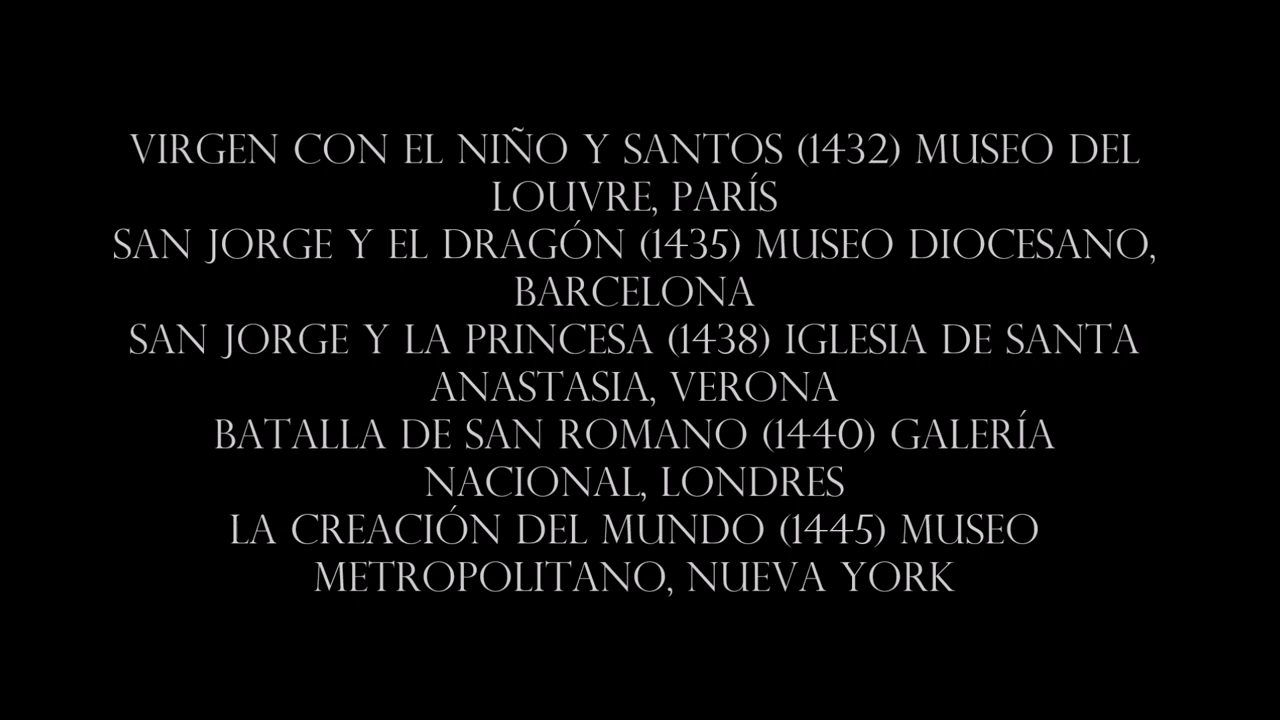 VIRGEN CON EL NIÑO Y SANTOS (1432) MUSEO DEL
LOUVRE, PARÍS
SAN JORGE Y EL DRAGÓN (1435) MUSEO DIOCESANO,
BARCELONA
SAN JORGE Y LA PRINCESA (1438) IGLESIA DE SANTA
ANASTASIA, VERONA
BATALLA DE SAN ROMANO (1440) GALERÍA
NACIONAL, LONDRES
LA CREACIÓN DEL MUNDO (1445) MUSEO
METROPOLITANO, NUEVA YORK